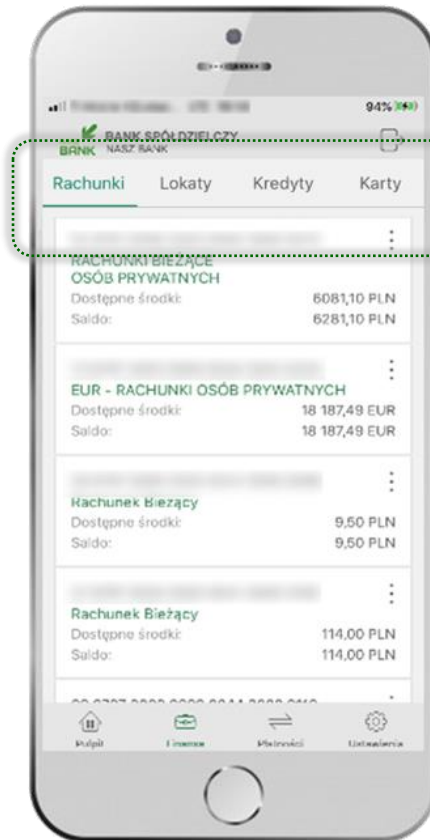 94%
BANK SPÓŁDZIELCZY
BANK NASZ BANK
Rachunki Lokaty Kredyty Karty
RACHUNKI BIEŻĄCE
OSÓB PRYWATNYCH
Dostępne środki: 6081,10 PLN
Saldo: 6281,10 PLN
EUR - RACHUNKI OSÓB PRYWATNYCH
Dostępne środki: 18 187,49 EUR
Saldo: 18 187,49 EUR
Rachunek Bieżący
Dostępne środki: 9,50 PLN
Saldo: 9,50 PLN
Rachunek Bieżący
Dostępne środki: 114,00 PLN
Saldo: 114,00 PLN
Pulpit Finanse Płatności Ustawienia